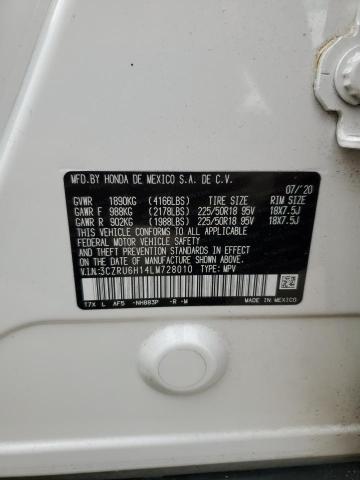 MFD.BY HONDA DE MEXICO S.A. DE C.V.
07/'20
GVWR 1890KG (4166LBS) TIRE SIZE RIM SIZE
GAWR F 988KG (2178LBS) 225/50R18 95V 18X7.5J
GAWR R 902KG (1988LBS) 225/50R18 95V 18X7.5J
THIS VEHICLE CONFORMS TO ALL APPLICABLE
FEDERAL MOTOR VEHICLE SAFETY AND
THEFT PREVENTION STANDARDS IN EFFECT
ON THE DATE OF MANUFACTURE SHOWN ABOVE.
V.I.N:3CZRU6H14LM728010 TYPE: MPV
T7X L AF5 -NH883P -R -M MADE IN MEXICO